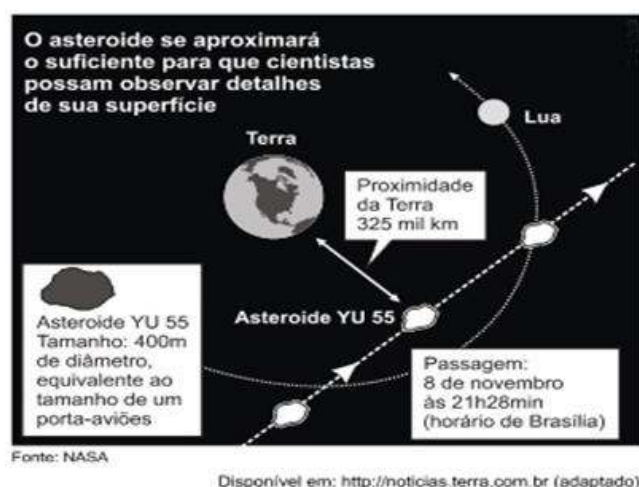 O asteroide se aproximará
o suficiente para que cientistas
possam observar detalhes
de sua superfície
Terra
Lua
Proximidade
da Terra
325 mil km
Asteroide YU 55
Asteroide YU 55
Tamanho: 400m
de diâmetro,
equivalente ao
tamanho de um
porta-aviões
Passagem:
8 de novembro
às 21h28min
(horário de Brasília)
Fonte: NASA
Disponível em: http://noticias.terra.com.br (adaptado)